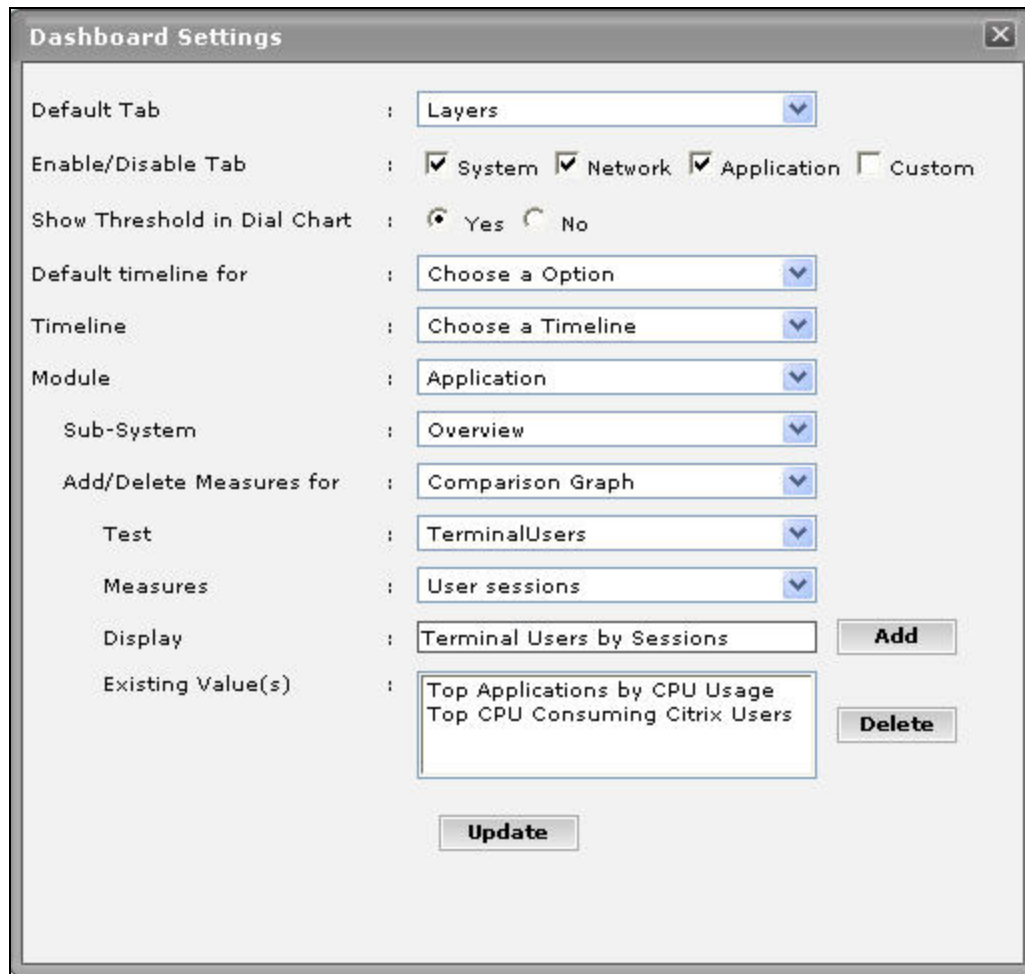 Dashboard Settings
Default Tab : Layers
Enable/Disable Tab : System Network Application Custom
Show Threshold in Dial Chart : Yes No
Default timeline for : Choose a Option
Timeline : Choose a Timeline
Module : Application
Sub-System : Overview
Add/Delete Measures for : Comparison Graph
Test : TerminalUsers
Measures : User sessions
Display : Terminal Users by Sessions Add
Existing Value(s) : Top Applications by CPU Usage
Top CPU Consuming Citrix Users
Delete
Update